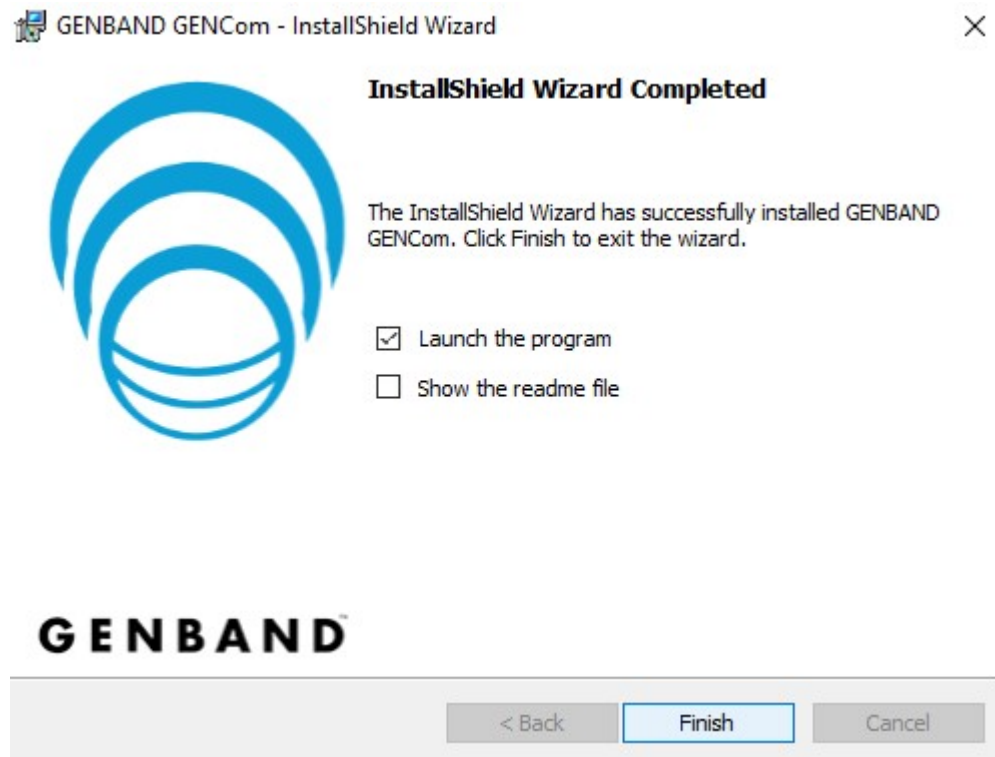 GENBAND GENCom - InstallShield Wizard
InstallShield Wizard Completed
The InstallShield Wizard has successfully installed GENBAND
GENCom. Click Finish to exit the wizard.
Launch the program
Show the readme file
GENBAND™
< Back
Finish
Cancel